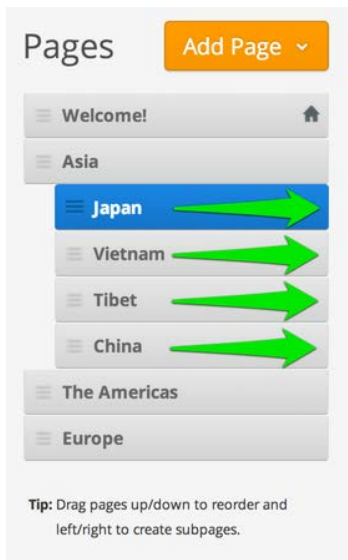 Pages
Add Page
Welcome!
Asia
Japan
Vietnam
Tibet
China
The Americas
Europe
Tip: Drag pages up/down to reorder and
left/right to create subpages.